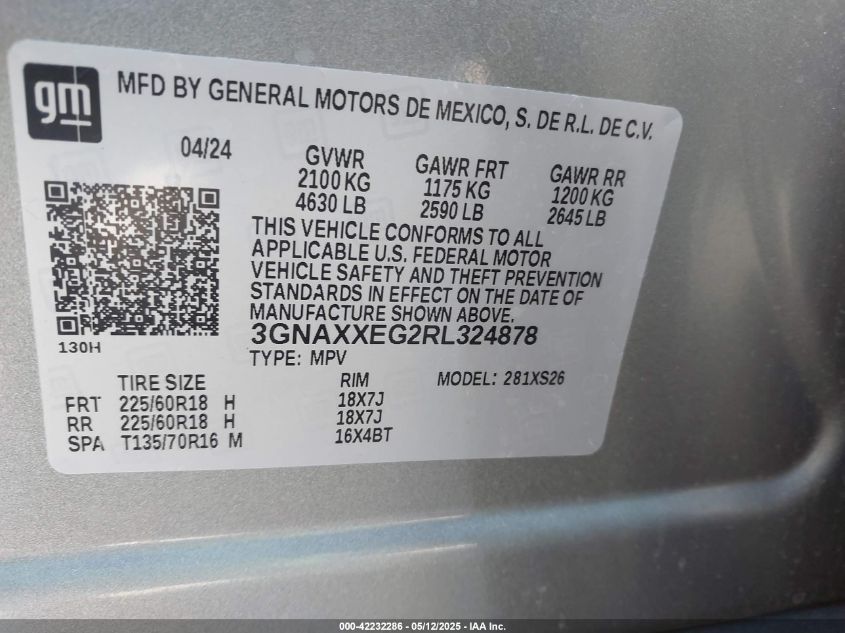 gm
MFD BY GENERAL MOTORS DE MEXICO, S. DE R.L. DE C.V.
04/24 GVWR GAWR FRT GAWR RR
2100 KG 1175 KG 1200 KG
4630 LB 2590 LB 2645 LB
THIS VEHICLE CONFORMS TO ALL
APPLICABLE U.S. FEDERAL MOTOR
VEHICLE SAFETY AND THEFT PREVENTION
STANDARDS IN EFFECT ON THE DATE OF
MANUFACTURE SHOWN ABOVE.
3GNAXXEG2RL324878
130H
TYPE: MPV
TIRE SIZE RIM MODEL: 281XS26
FRT 225/60R18 H 18X7J
RR 225/60R18 H 18X7J
SPA T135/70R16 M 16X4BT
000-42232286 - 05/12/2025 - IAA Inc.